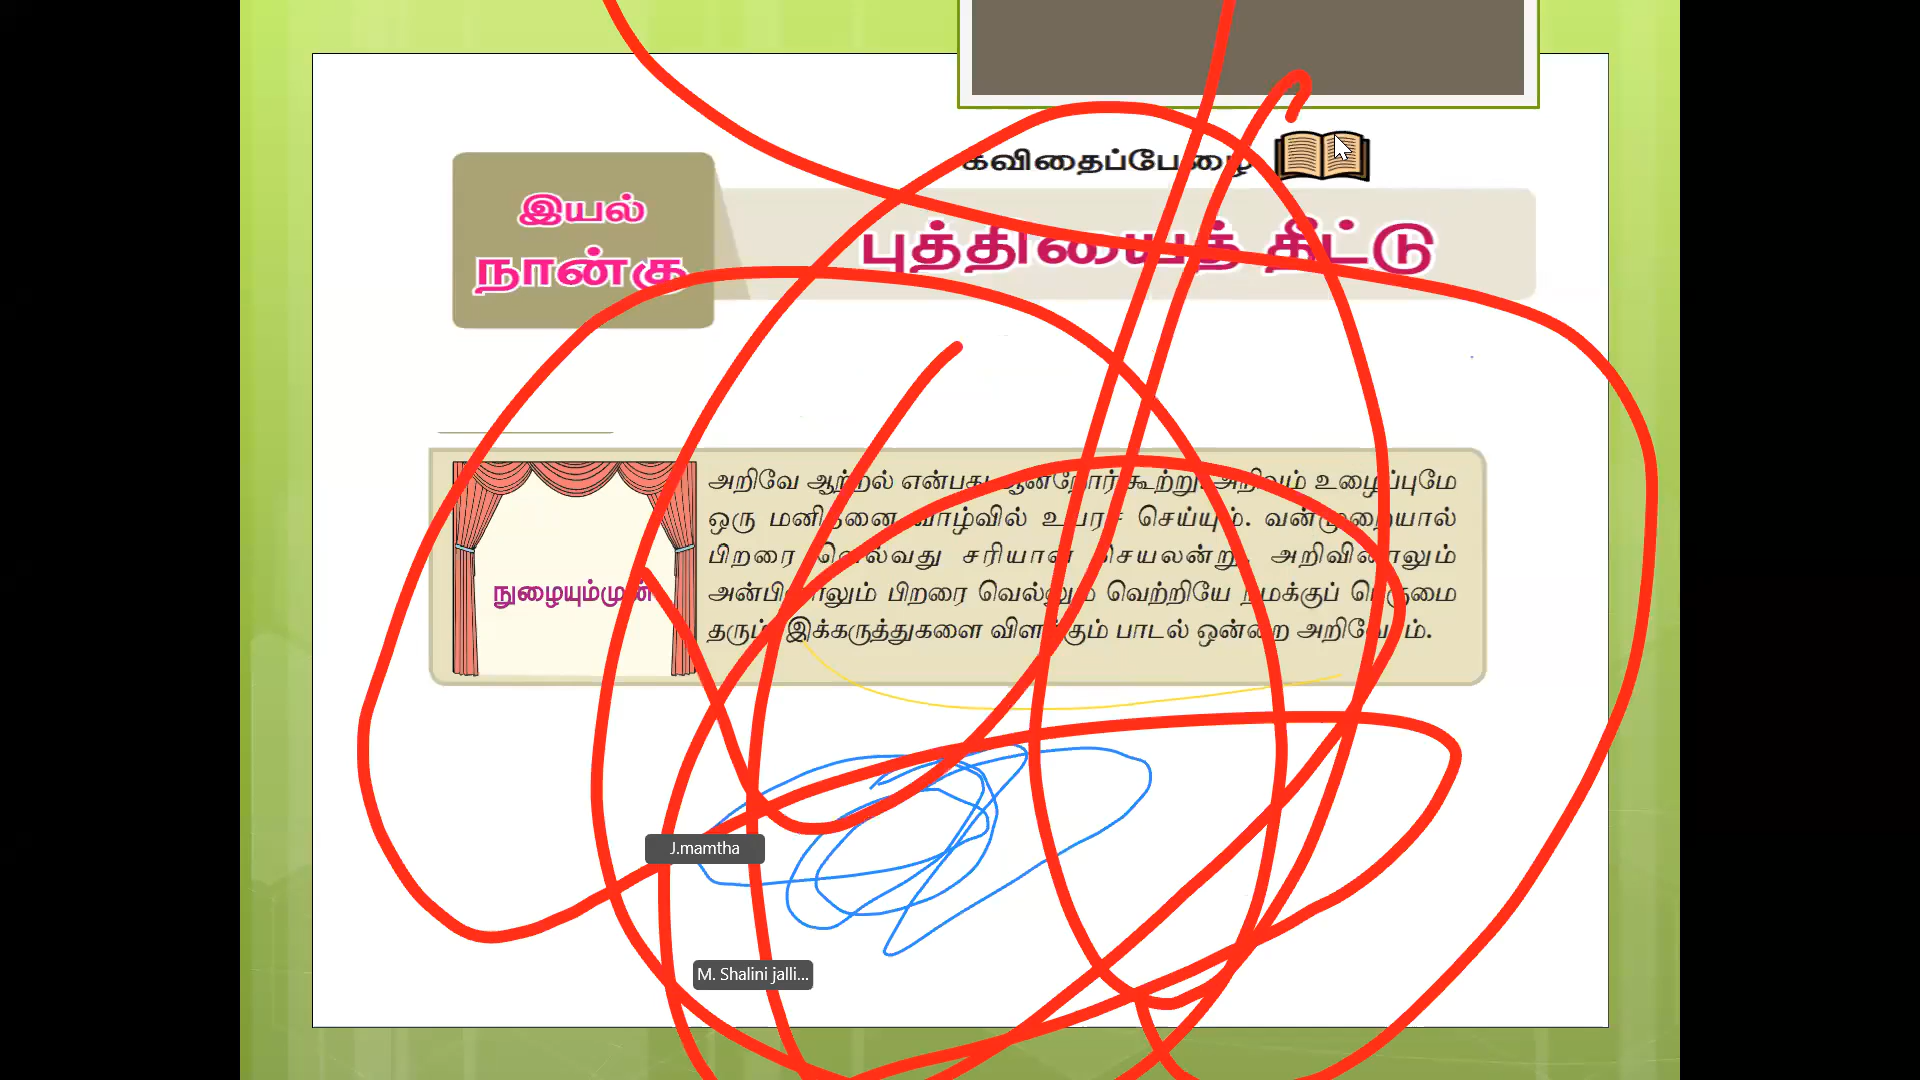 கவிதைப்பேழை
இயல்
நான்கு
புத்தியைத் தீட்டு
அறிவே ஆற்றல் என்பது ஆன்றோர் கூற்று. அறிவும் உழைப்புமே
ஒரு மனிதனை வாழ்வில் உயரச் செய்யும். வன்முறையால்
பிறரை வெல்வது சரியான செயலன்று. அறிவினாலும்
அன்பினாலும் பிறரை வெல்லும் வெற்றியே நமக்குப் பெருமை
தரும். இக்கருத்துகளை விளக்கும் பாடல் ஒன்றை அறிவோம்.
நுழையும்முன்
J.mamtha
M. Shalini jalli...